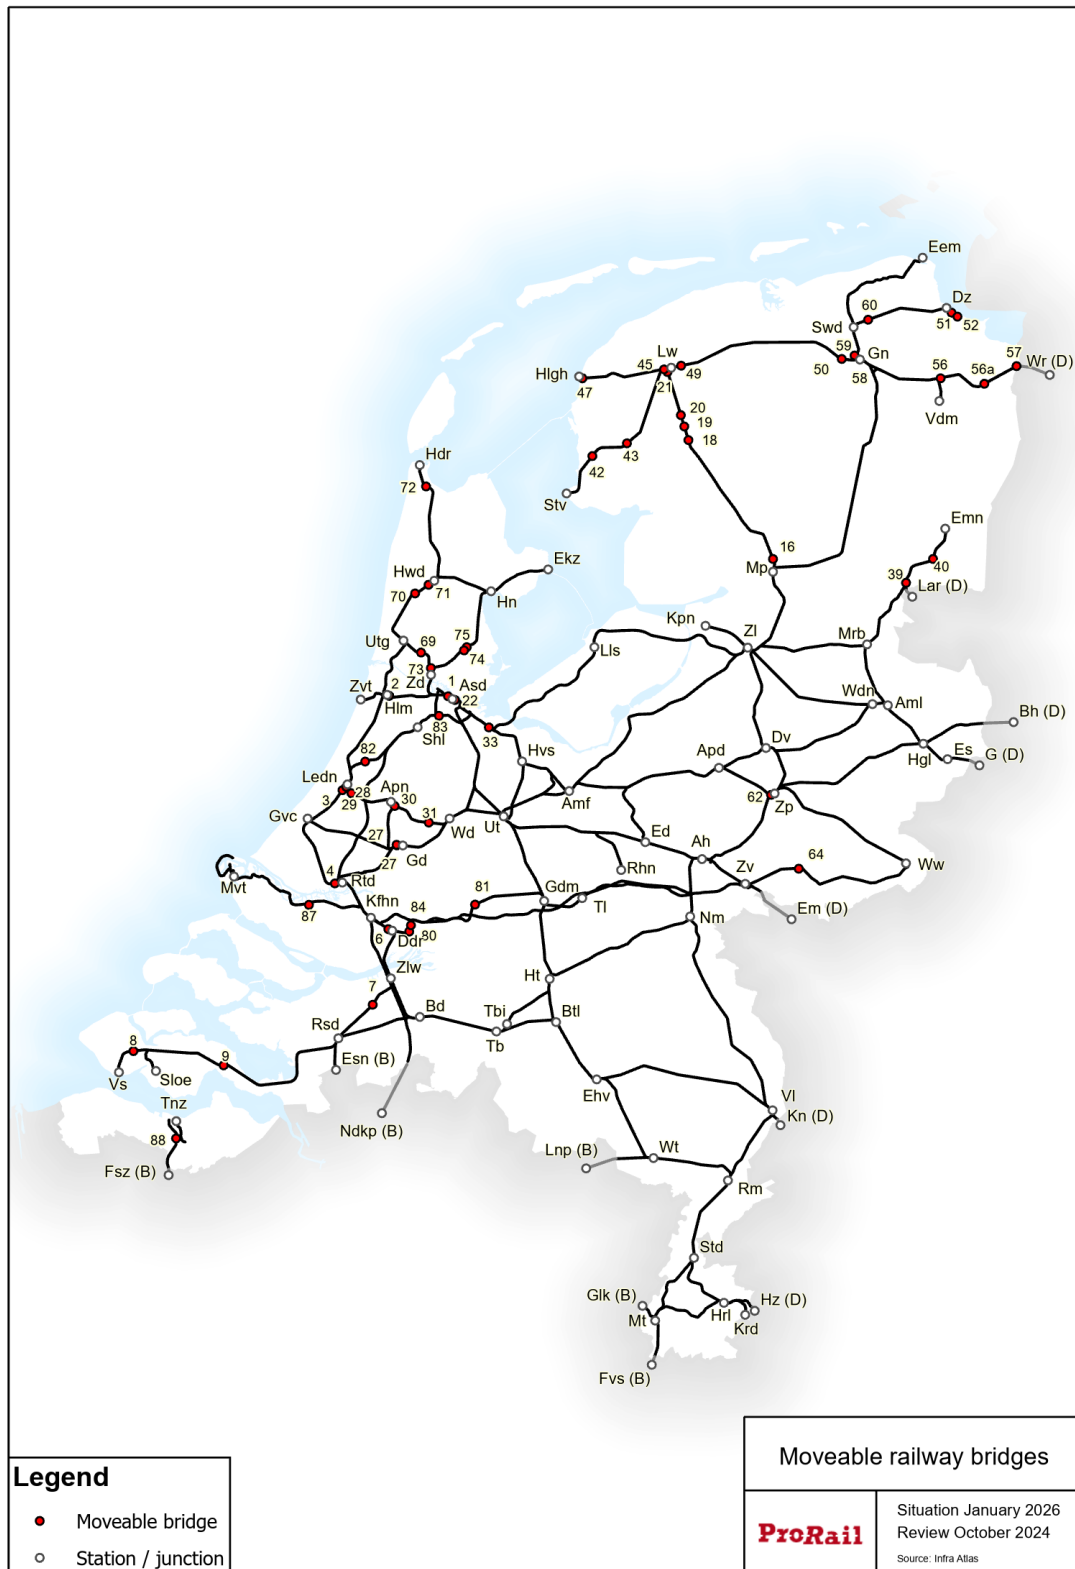 Eem
Dz
60
51
52
Swd
59
Gn
57
Lw
45
50
58
56
56a
Wr (D)
Hlgh
49
21
47
Vdm
20
19
18
43
42
Hdr
72
Stv
Emn
16
Ekz
40
Mp
39
Hwd
Lar (D)
71
70
Hn
Kpn
Utg
75
Zl
Mrb
69
Lls
74
73
Zd
1
Zvt
2
Asd
22
Wdn
Aml
Hlm
Bh (D)
83
Shl
33
Hvs
Dv
82
Apd
Es
G (D)
Hgl
Ledn
Apn
3
28
30
29
62
Zp
Amf
Gvc
31
Wd
Ut
27
Ed
Ah
27
Gd
64
Rhn
Zv
Ww
4
Rtd
Mvt
81
Gdm
Kfhn
84
Tl
Em (D)
87
6
80
Ddr
Nm
Zlw
Ht
7
Bd
Tbi
Btl
Rsd
Tb
8
9
Esn (B)
Vs
Sloe
Ehv
Tnz
Vl
Kn (D)
Ndkp (B)
88
Lnp (B)
Wt
Fsz (B)
Rm
Std
Glk (B)
Hz (D)
Mt
Hrl
Krd
Fvs (B)
Moveable railway bridges
Legend
Moveable bridge
Station / junction
ProRail
Situation January 2026
Review October 2024
Source: Infra Atlas